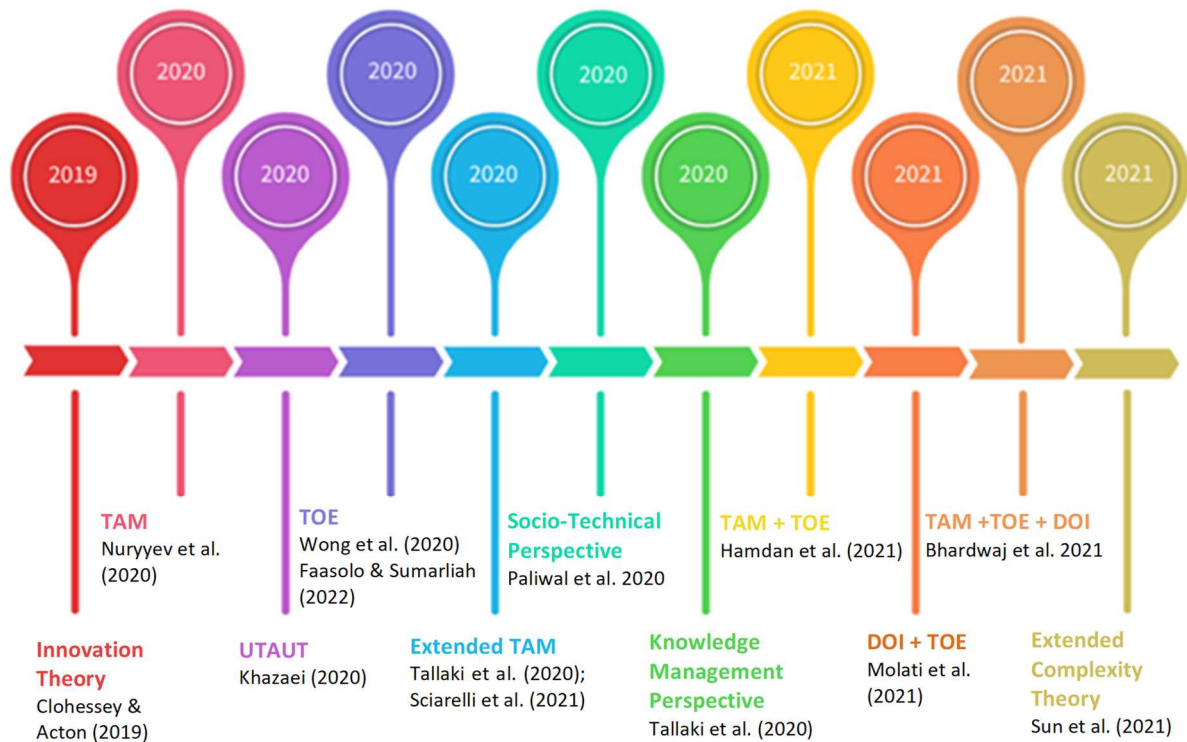 2020
2020
2020
2021
2021
2019
2020
2020
2020
2021
2021
TAM
Nuryyev et al.
(2020)
TOE
Wong et al. (2020)
Faasolo & Sumarliah
(2022)
Socio-Technical
Perspective
Paliwal et al. 2020
TAM + TOE
Hamdan et al. (2021)
TAM +TOE + DOI
Bhardwaj et al. 2021
Innovation
Theory
Clohessey &
Acton (2019)
UTAUT
Khazaei (2020)
Extended TAM
Tallaki et al. (2020);
Sciarelli et al. (2021)
Knowledge
Management
Perspective
Tallaki et al. (2020)
DOI + TOE
Molati et al.
(2021)
Extended
Complexity
Theory
Sun et al. (2021)